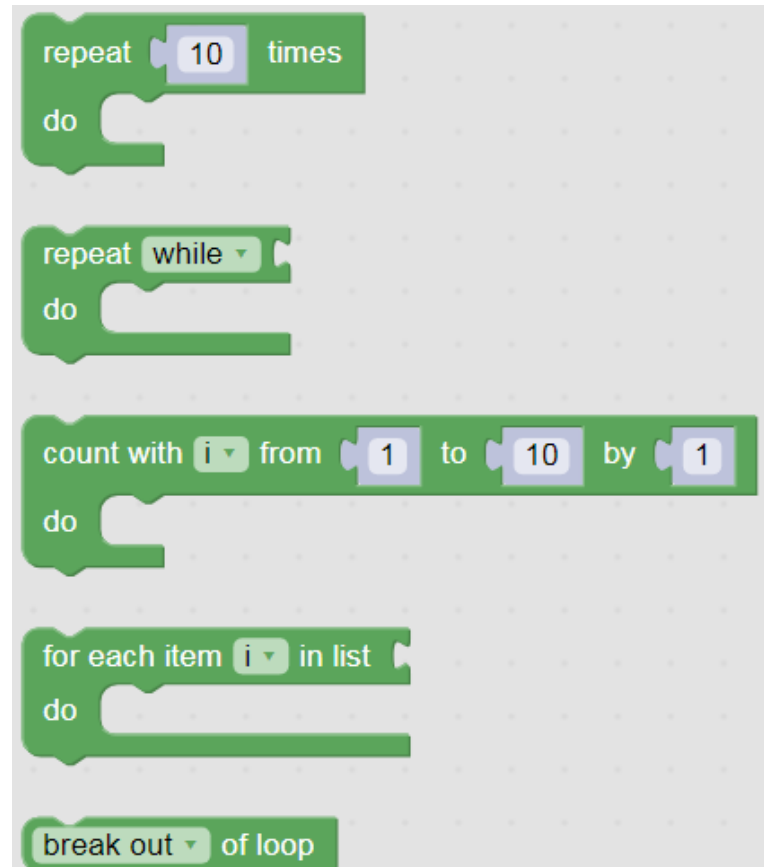 repeat 10 times
do
repeat while
do
count with i from 1 to 10 by 1
do
for each item i in list
do
break out of loop